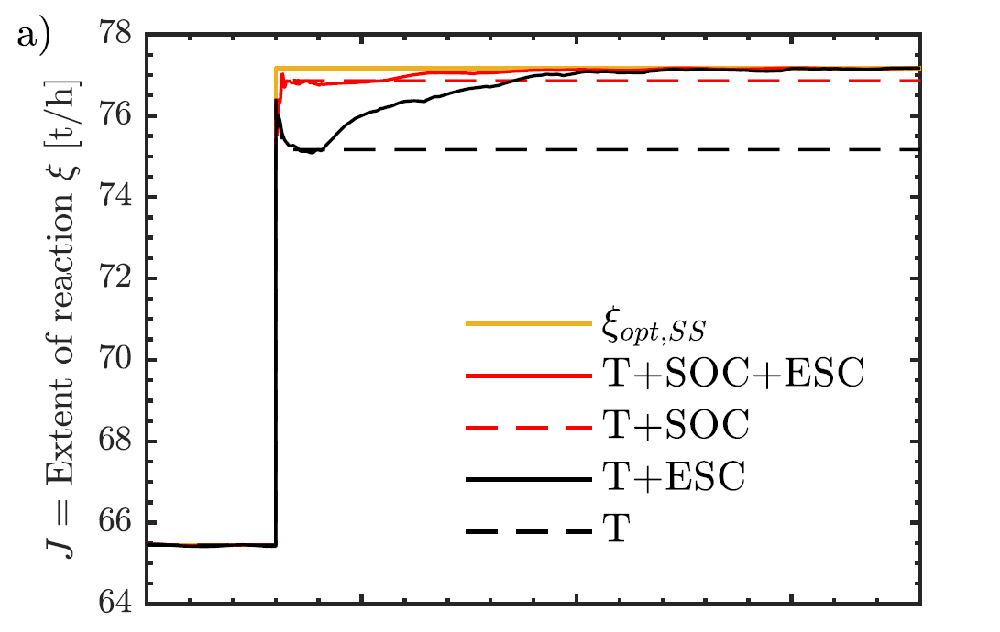 a)
J = Extent of reaction ξ [t/h]
78
76
74
72
70
68
66
64
ξopt,SS
T+SOC+ESC
T+SOC
T+ESC
T